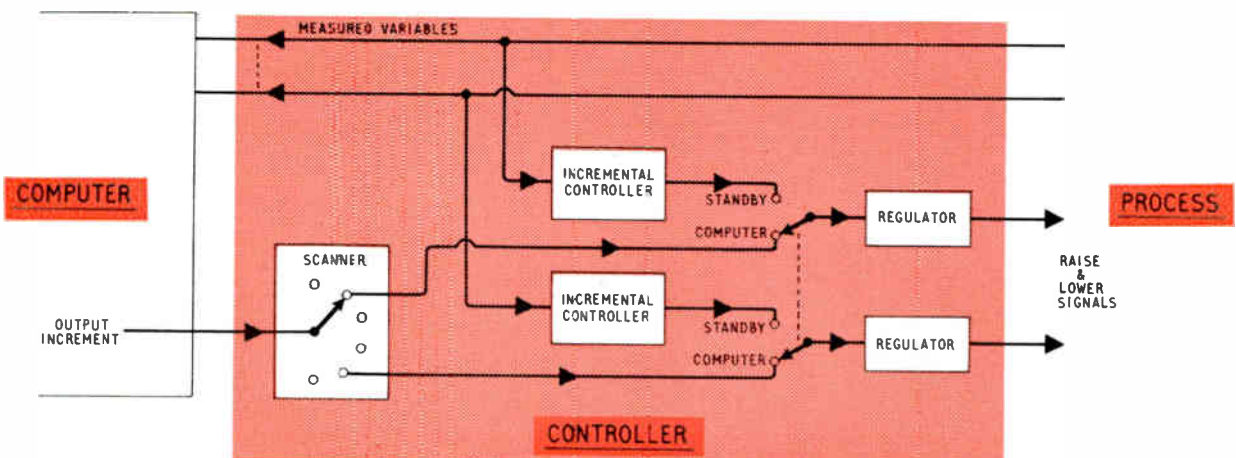 MEASURED VARIABLES
COMPUTER
INCREMENTAL
CONTROLLER
STANDBY
COMPUTER
REGULATOR
PROCESS
SCANNER
OUTPUT
INCREMENT
INCREMENTAL
CONTROLLER
STANDBY
COMPUTER
REGULATOR
RAISE
&
LOWER
SIGNALS
CONTROLLER